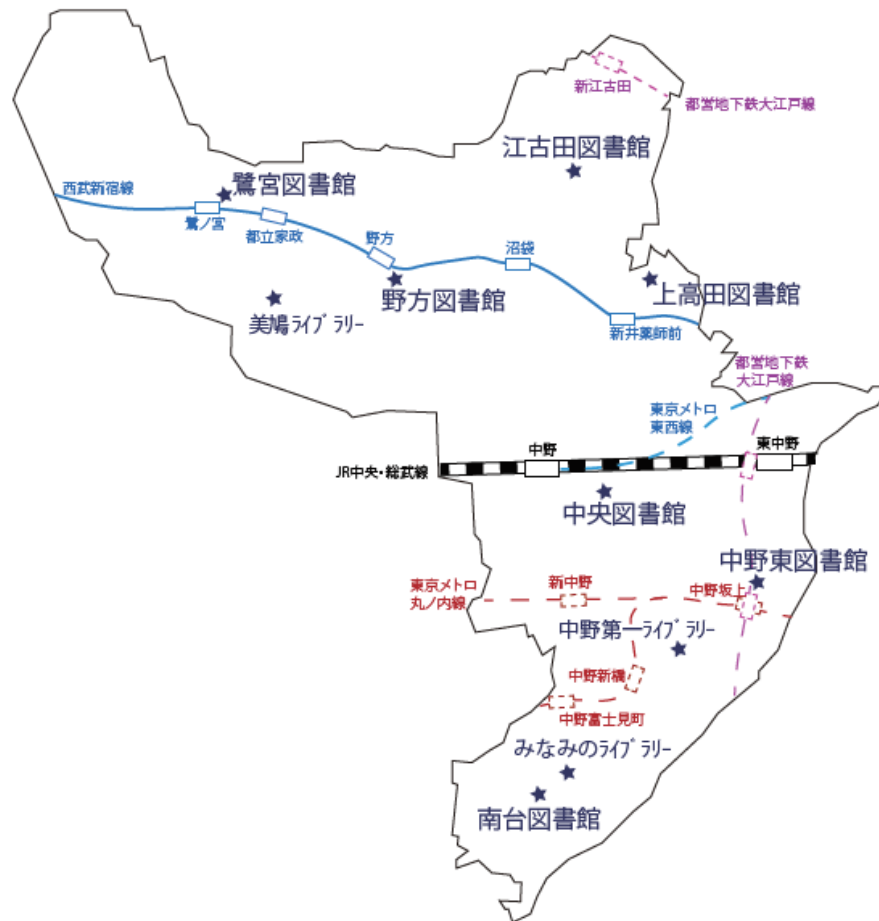 新江古田
都営地下鉄大江戸線
江古田図書館
西武新宿線
鷺宮図書館
鷺ノ宮
都立家政
野方
沼袋
野方図書館
上高田図書館
美鳩ライブラリー
新井薬師前
都営地下鉄
大江戸線
東京メトロ
東西線
中野
東中野
JR中央・総武線
中央図書館
中野東図書館
東京メトロ
丸ノ内線
新中野
中野坂上
中野第一ライブラリー
中野新橋
中野富士見町
みなみのライブラリー
南台図書館